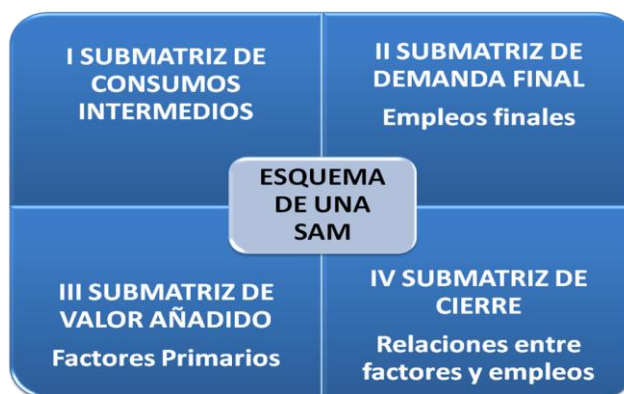 I SUBMATRIZ DE
CONSUMOS
INTERMEDIOS
II SUBMATRIZ DE
DEMANDA FINAL
Empleos finales
ESQUEMA
DE UNA
SAM
III SUBMATRIZ DE
VALOR AÑADIDO
Factores Primarios
IV SUBMATRIZ DE
CIERRE
Relaciones entre
factores y empleos